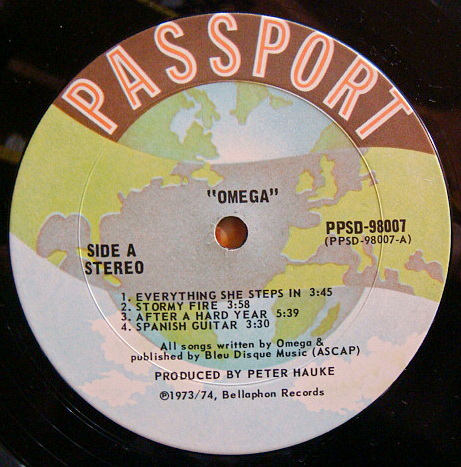 PASSPORT
"OMEGA"
PPSD-98007
(PPSD-98007-A)
SIDE A
STEREO
1. EVERYTHING SHE STEPS IN 3:45
2. STORMY FIRE 3:58
3. AFTER A HARD YEAR 5:39
4. SPANISH GUITAR 3:30
All songs written by Omega &
published by Bleu Disque Music (ASCAP)
PRODUCED BY PETER HAUKE
℗1973/74, Bellaphon Records